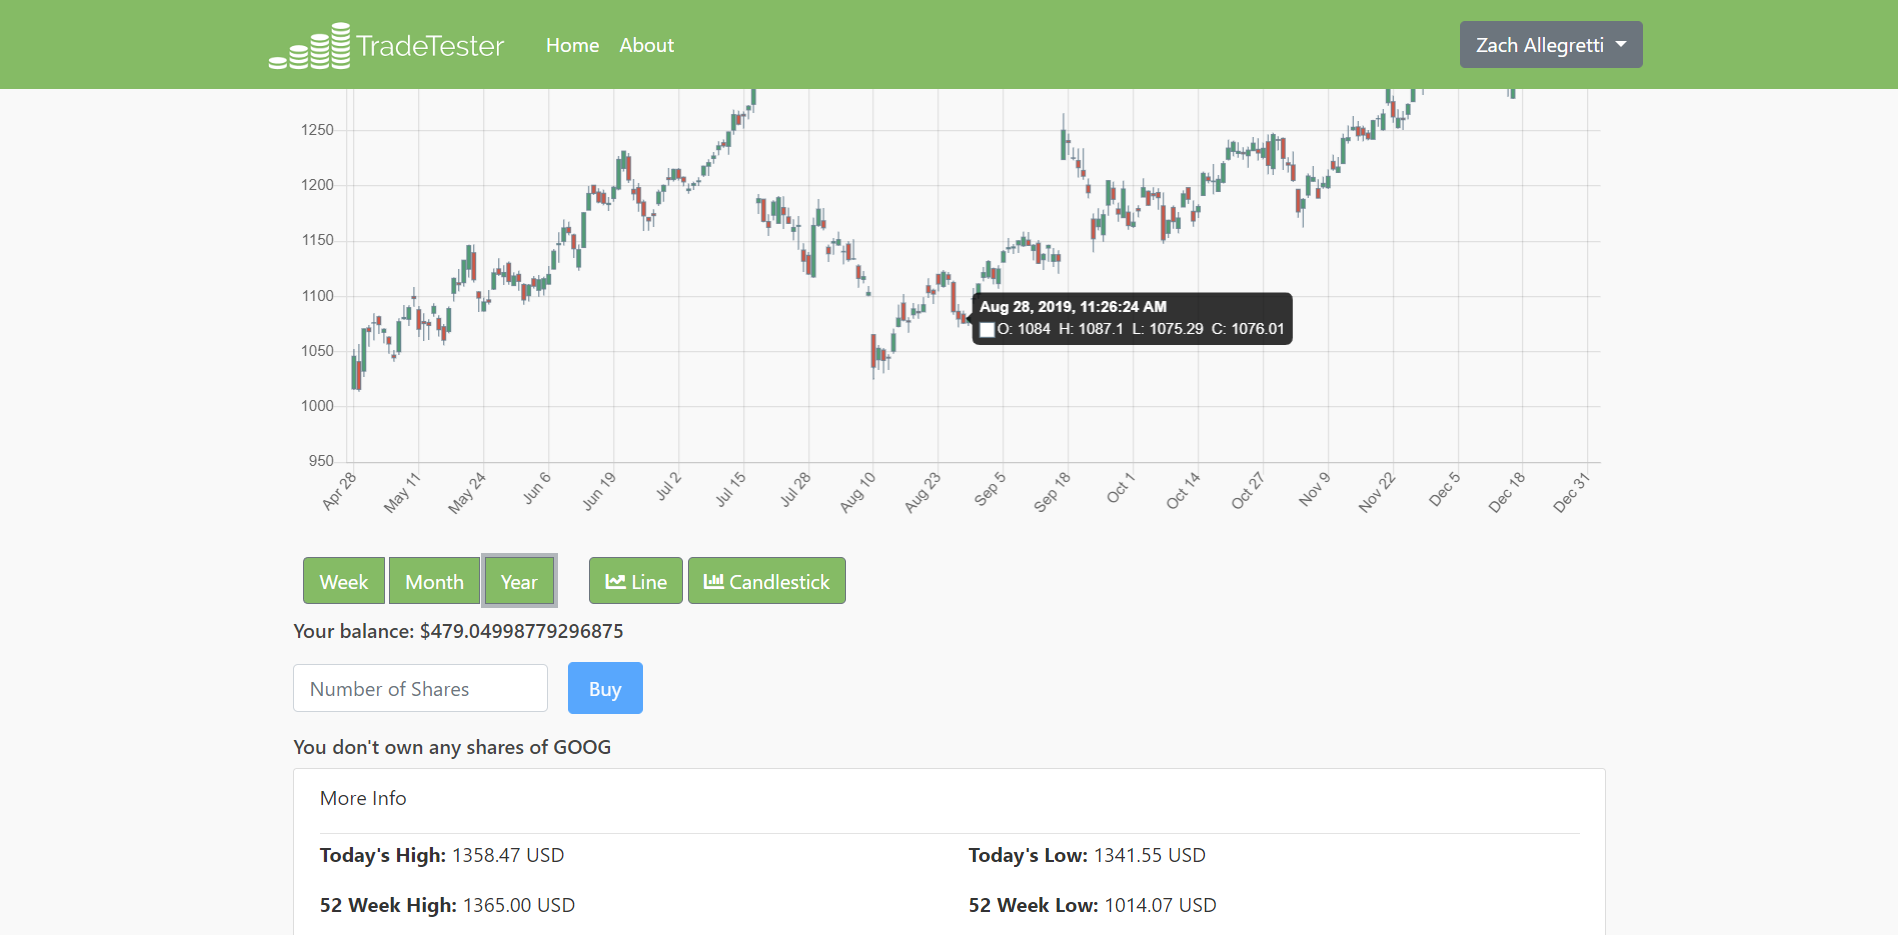 TradeTester Home About Zach Allegretti
1250
1200
1150
1100
1050
1000
950
Aug 28, 2019, 11:26:24 AM
O: 1084 H: 1087.1 L: 1075.29 C: 1076.01
Apr 28 May 11 May 24 Jun 6 Jun 19 Jul 2 Jul 15 Jul 28 Aug 10 Aug 23 Sep 5 Sep 18 Oct 1 Oct 14 Oct 27 Nov 9 Nov 22 Dec 5 Dec 18 Dec 31
Week Month Year Line Candlestick
Your balance: $479.04998779296875
Number of Shares Buy
You don't own any shares of GOOG
More Info
Today's High: 1358.47 USD Today's Low: 1341.55 USD
52 Week High: 1365.00 USD 52 Week Low: 1014.07 USD